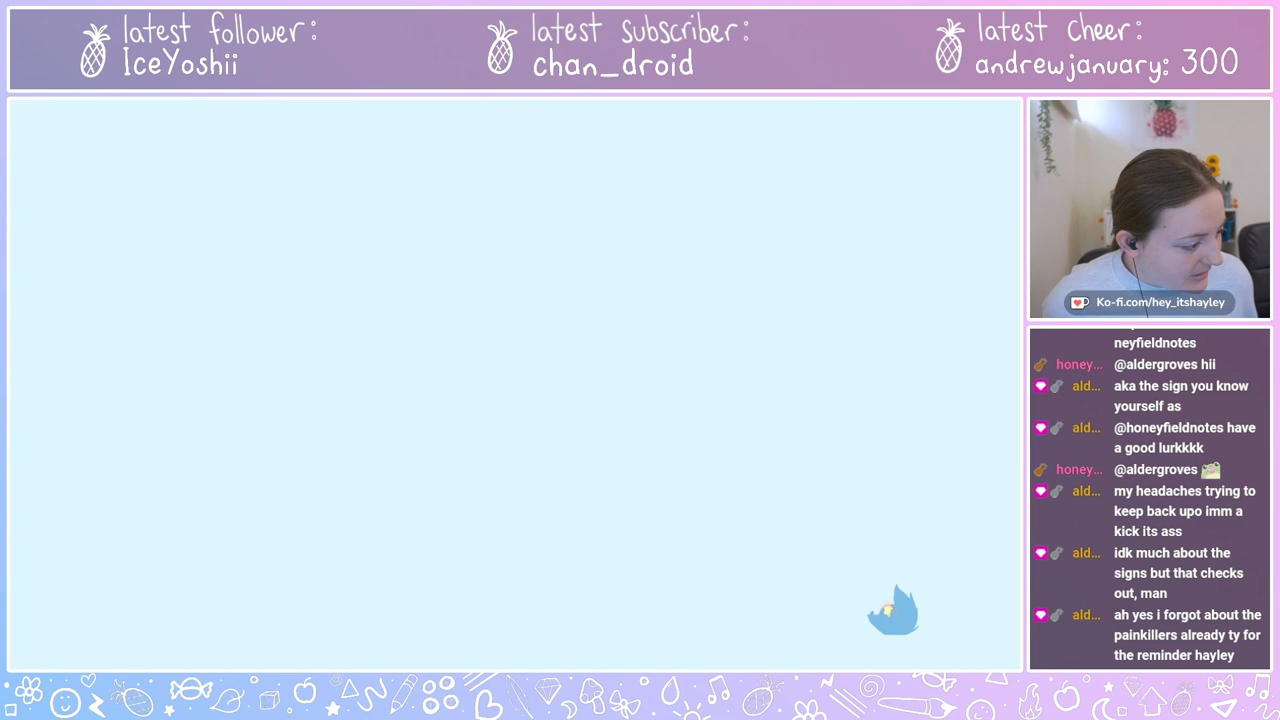 latest follower:
IceYoshii
latest subscriber:
chan_droid
latest cheer:
andrewjanuary: 300
Ko-fi.com/hey_itshayley
neyfieldnotes
honey... @aldergroves hii
ald... aka the sign you know
yourself as
ald... @honeyfieldnotes have
a good lurkkkk
honey... @aldergroves
ald... my headaches trying to
keep back upo imm a
kick its ass
ald... idk much about the
signs but that checks
out, man
ald... ah yes i forgot about the
painkillers already ty for
the reminder hayley